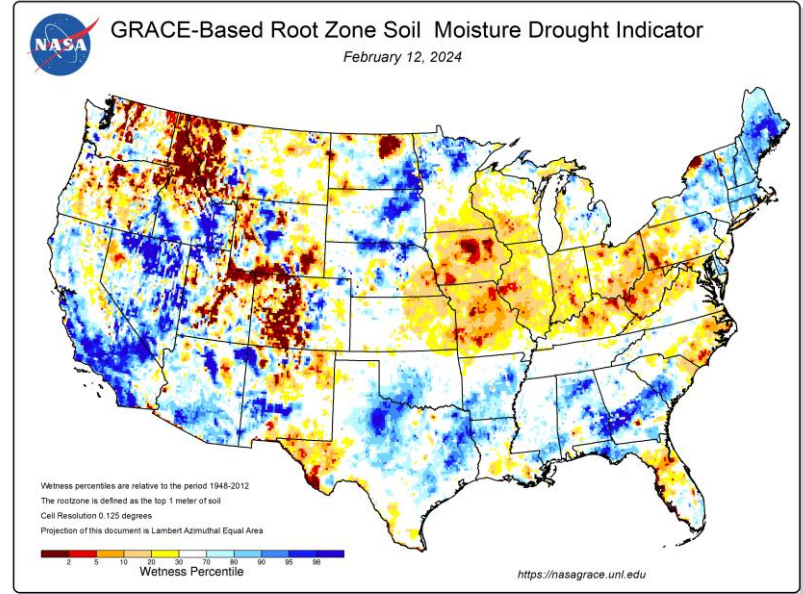 NASA
GRACE-Based Root Zone Soil Moisture Drought Indicator
February 12, 2024
Wetness percentiles are relative to the period 1948-2012
The rootzone is defined as the top 1 meter of soil
Cell Resolution 0.125 degrees
Projection of this document is Lambert Azimuthal Equal Area
2 5 10 20 30 70 80 90 95 98
Wetness Percentile
https://nasagrace.unl.edu